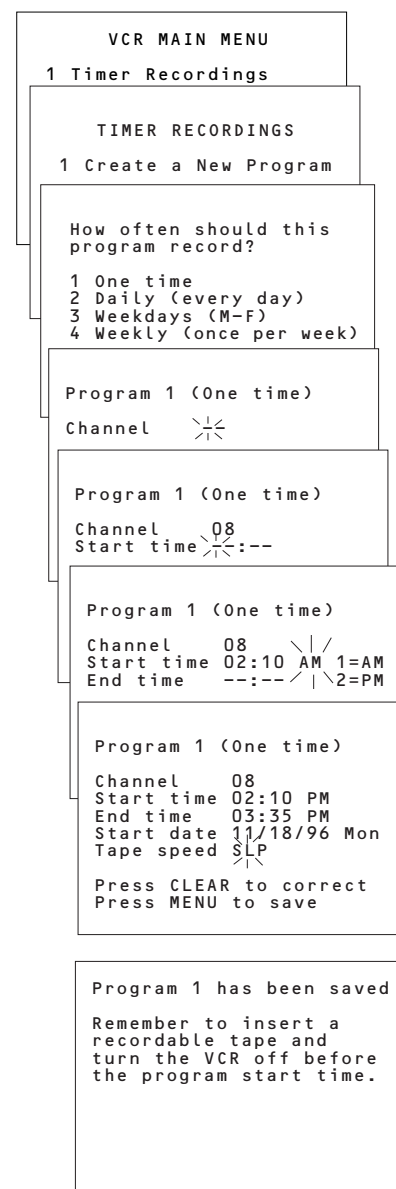 VCR MAIN MENU
1 Timer Recordings
TIMER RECORDINGS
1 Create a New Program
How often should this
program record?
1 One time
2 Daily (every day)
3 Weekdays (M-F)
4 Weekly (once per week)
Program 1 (One time)
Channel --
Program 1 (One time)
Channel 08
Start time --:--
Program 1 (One time)
Channel 08
Start time 02:10 AM 1=AM
End time --:-- 2=PM
Program 1 (One time)
Channel 08
Start time 02:10 PM
End time 03:35 PM
Start date 11/18/96 Mon
Tape speed SLP
Press CLEAR to correct
Press MENU to save
Program 1 has been saved
Remember to insert a
recordable tape and
turn the VCR off before
the program start time.